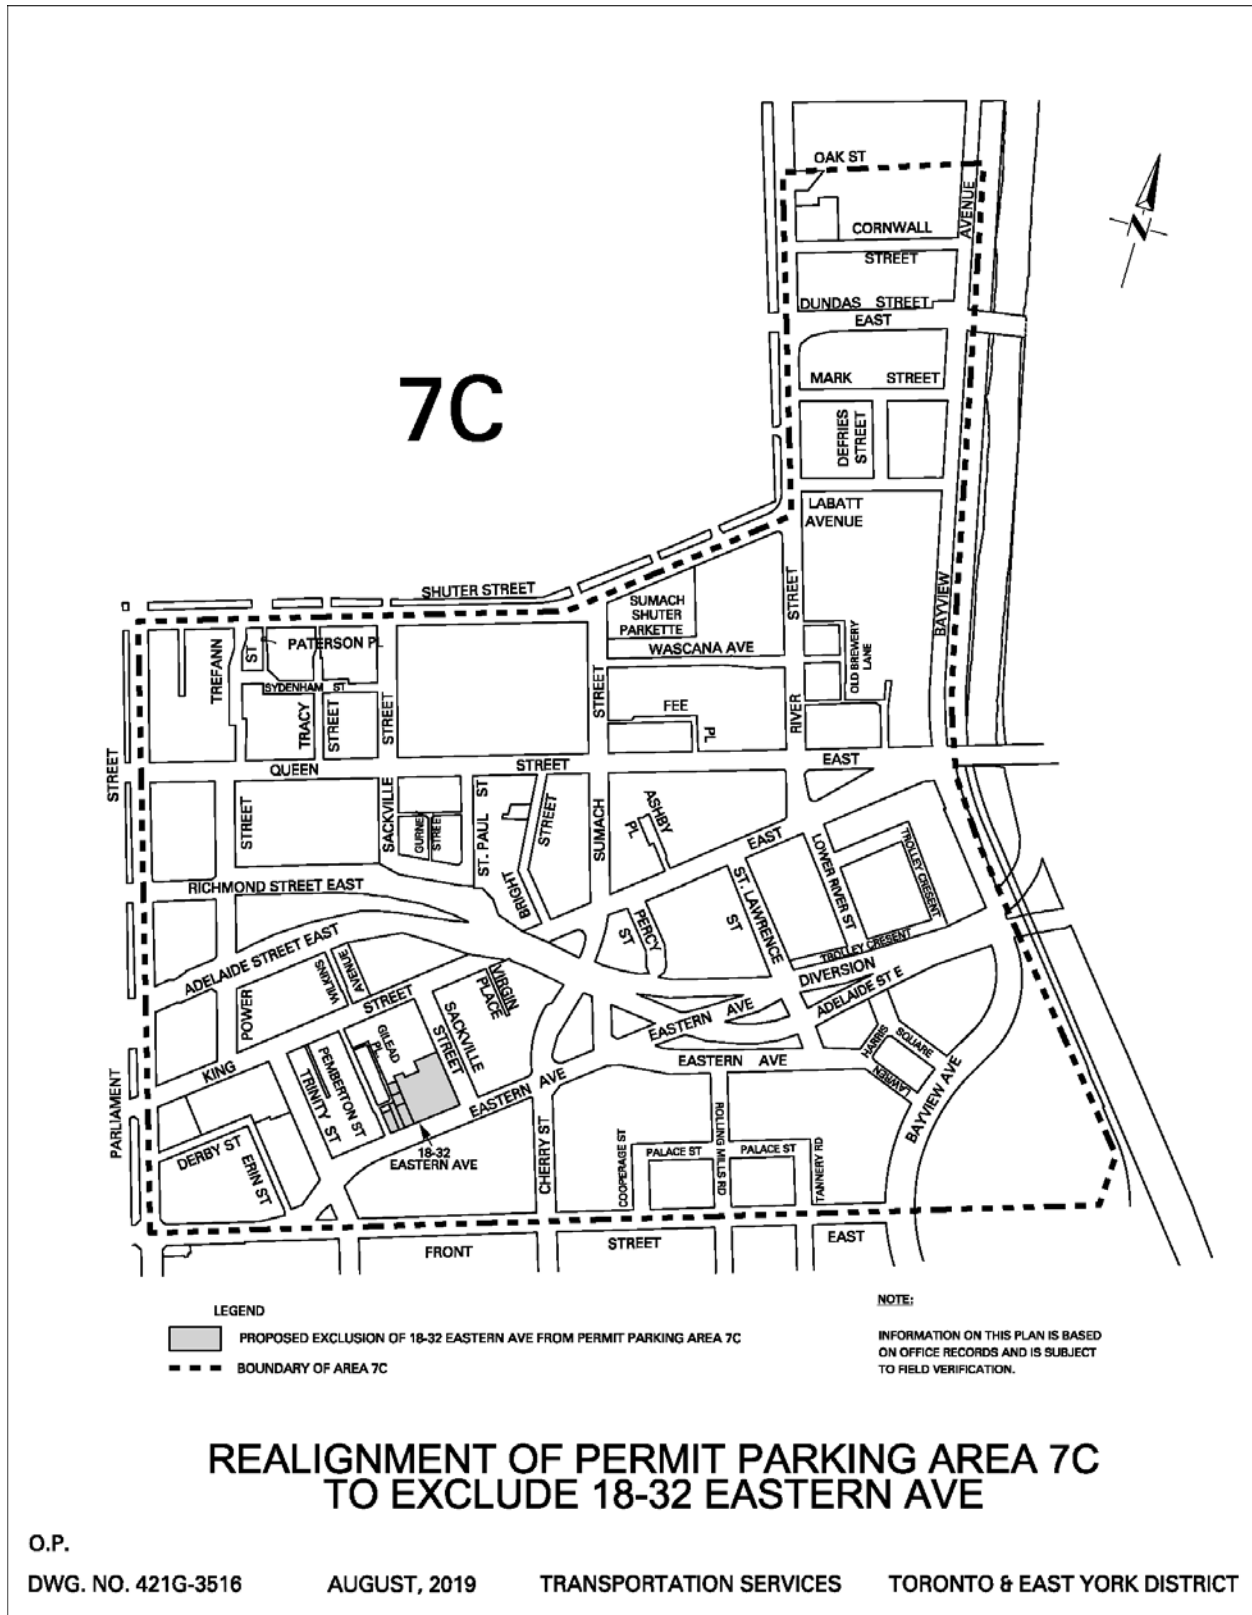 OAK ST
AVENUE
CORNWALL
STREET
N
DUNDAS STREET
EAST
7C
MARK STREET
DEFRIES
STREET
LABATT
AVENUE
SHUTER STREET
STREET
BAYVIEW
SUMACH
SHUTER
PARKETTE
WASCANA AVE
OLD BREWERY
LANE
TREFANN
ST
PATERSON PL
SYDENHAM ST
TRACY
STREET
STREET
STREET
FEE
PL
RIVER
STREET
QUEEN
STREET
EAST
STREET
SACKVILLE
GURNEY
STREET
ST. PAUL ST
STREET
SUMACH
ASHBY
PL
EAST
LOWER RIVER ST
TROLLEY CRESENT
RICHMOND STREET EAST
BRIGHT
ST. LAWRENCE
ST
PERCY
ST
ADELAIDE STREET EAST
TROLLEY CRESENT
DIVERSION
ADELAIDE ST E
WILKINS
AVENUE
STREET
VIRGIN
PLACE
POWER
SACKVILLE
STREET
EASTERN AVE
GILEAD
PL
HARRIS
SQUARE
LAWREN
KING
PEMBERTON ST
TRINITY ST
EASTERN AVE
EASTERN AVE
BAYVIEW AVE
PARLIAMENT
DERBY ST
ERIN ST
18-32
EASTERN AVE
CHERRY ST
COOPERAGE ST
PALACE ST
ROLLING MILLS RD
PALACE ST
TANNERY RD
FRONT
STREET
EAST
LEGEND
PROPOSED EXCLUSION OF 18-32 EASTERN AVE FROM PERMIT PARKING AREA 7C
BOUNDARY OF AREA 7C
NOTE:
INFORMATION ON THIS PLAN IS BASED
ON OFFICE RECORDS AND IS SUBJECT
TO FIELD VERIFICATION.
REALIGNMENT OF PERMIT PARKING AREA 7C
TO EXCLUDE 18-32 EASTERN AVE
O.P.
DWG. NO. 421G-3516 AUGUST, 2019 TRANSPORTATION SERVICES TORONTO & EAST YORK DISTRICT